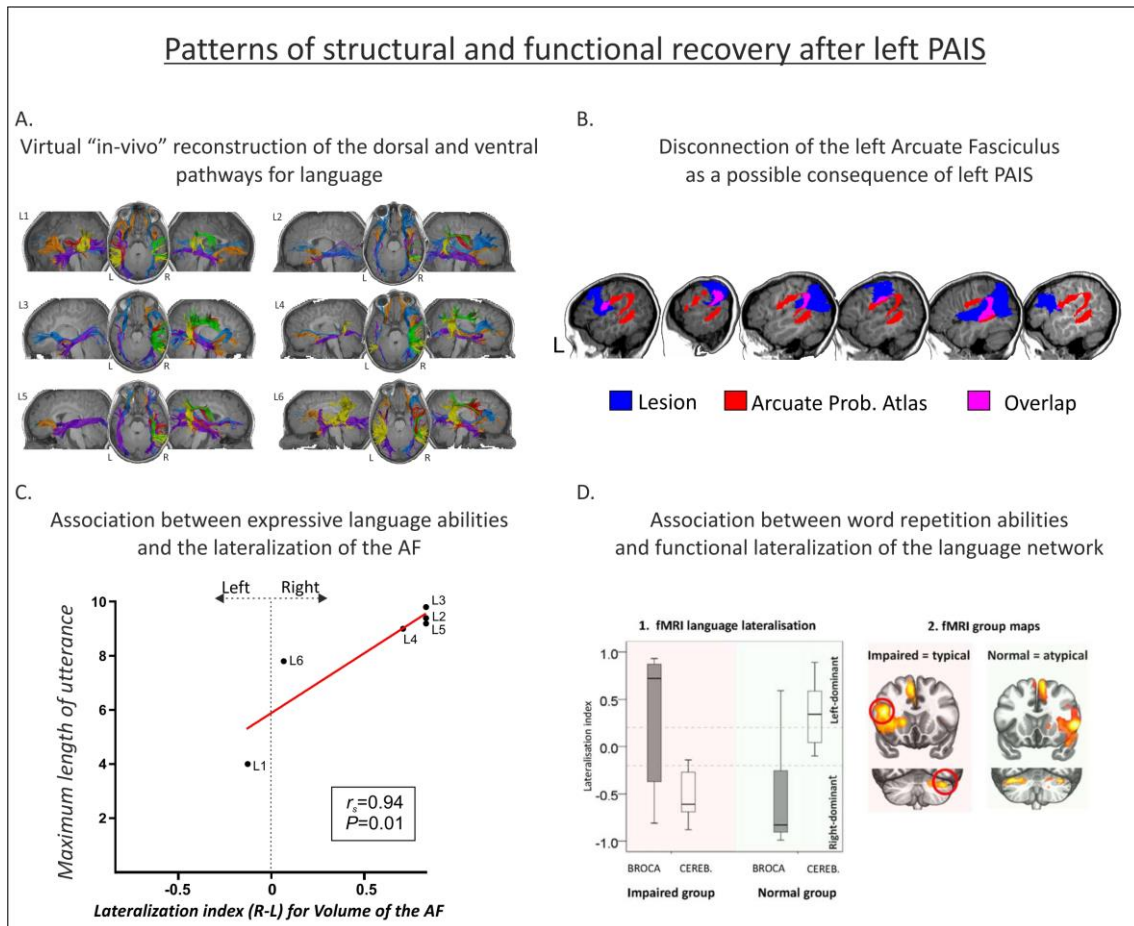 Patterns of structural and functional recovery after left PAIS
A.
Virtual “in-vivo” reconstruction of the dorsal and ventral
pathways for language
L1
L R
L2
L R
L3
L R
L4
L R
L5
L R
L6
L R
B.
Disconnection of the left Arcuate Fasciculus
as a possible consequence of left PAIS
L
Lesion Arcuate Prob. Atlas Overlap
C.
Association between expressive language abilities
and the lateralization of the AF
Left Right
10
8
6
4
2
Maximum length of utterance
L3
L2
L5
L4
L6
L1
rs=0.94
P=0.01
-0.5 0 0.5
Lateralization index (R-L) for Volume of the AF
D.
Association between word repetition abilities
and functional lateralization of the language network
1. fMRI language lateralisation
1.0
0.5
0.0
-0.5
-1.0
Lateralisation index
Left-dominant
Right-dominant
BROCA CEREB. BROCA CEREB.
Impaired group Normal group
2. fMRI group maps
Impaired = typical Normal = atypical